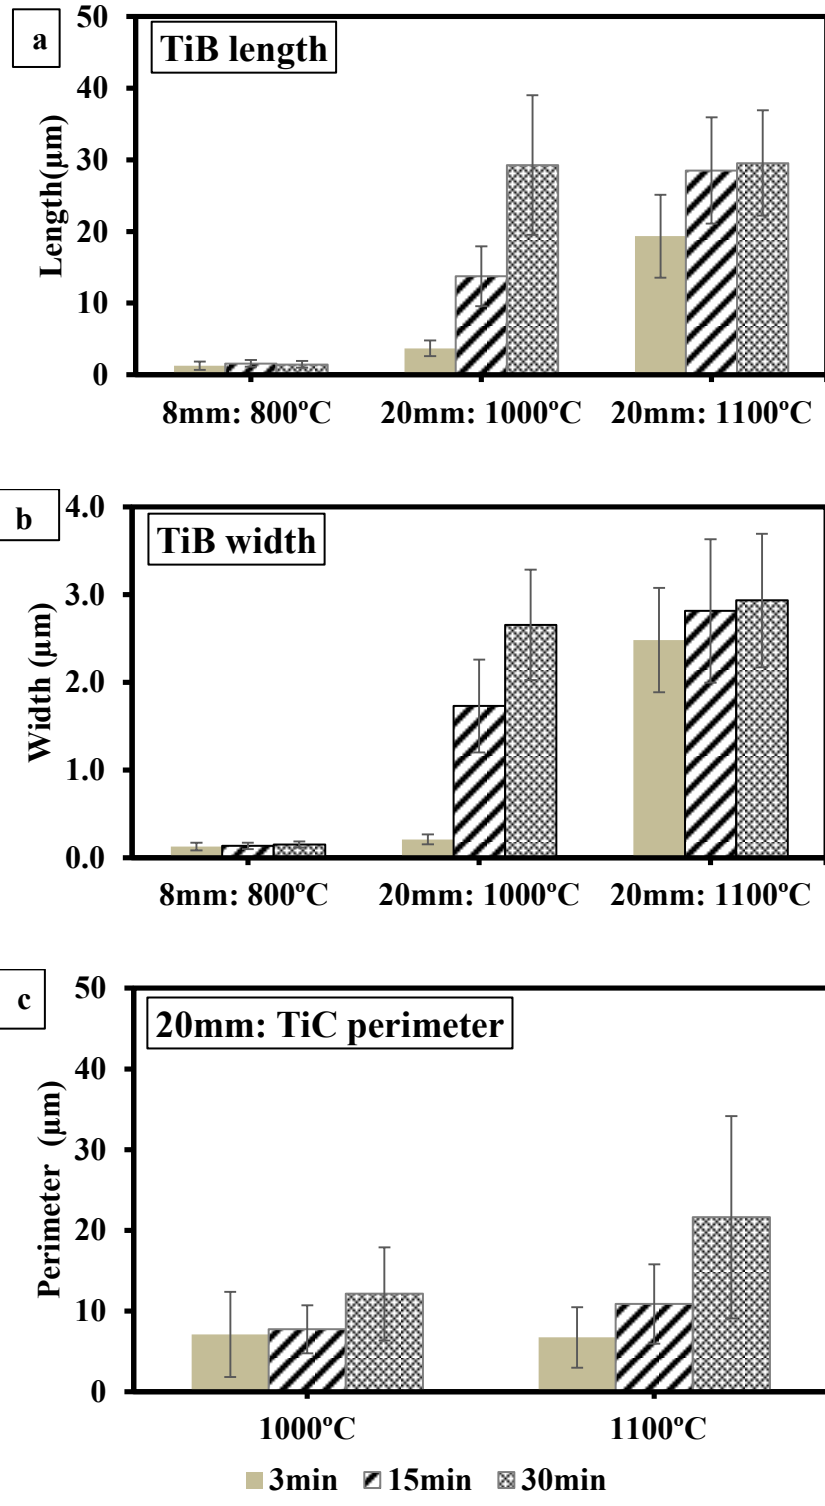 a
TiB length
50
40
30
20
10
0
Length(µm)
8mm: 800ºC 20mm: 1000ºC 20mm: 1100ºC
b
TiB width
4.0
3.0
2.0
1.0
0.0
Width (µm)
8mm: 800ºC 20mm: 1000ºC 20mm: 1100ºC
c
20mm: TiC perimeter
50
40
30
20
10
0
Perimeter (µm)
1000ºC 1100ºC
3min 15min 30min